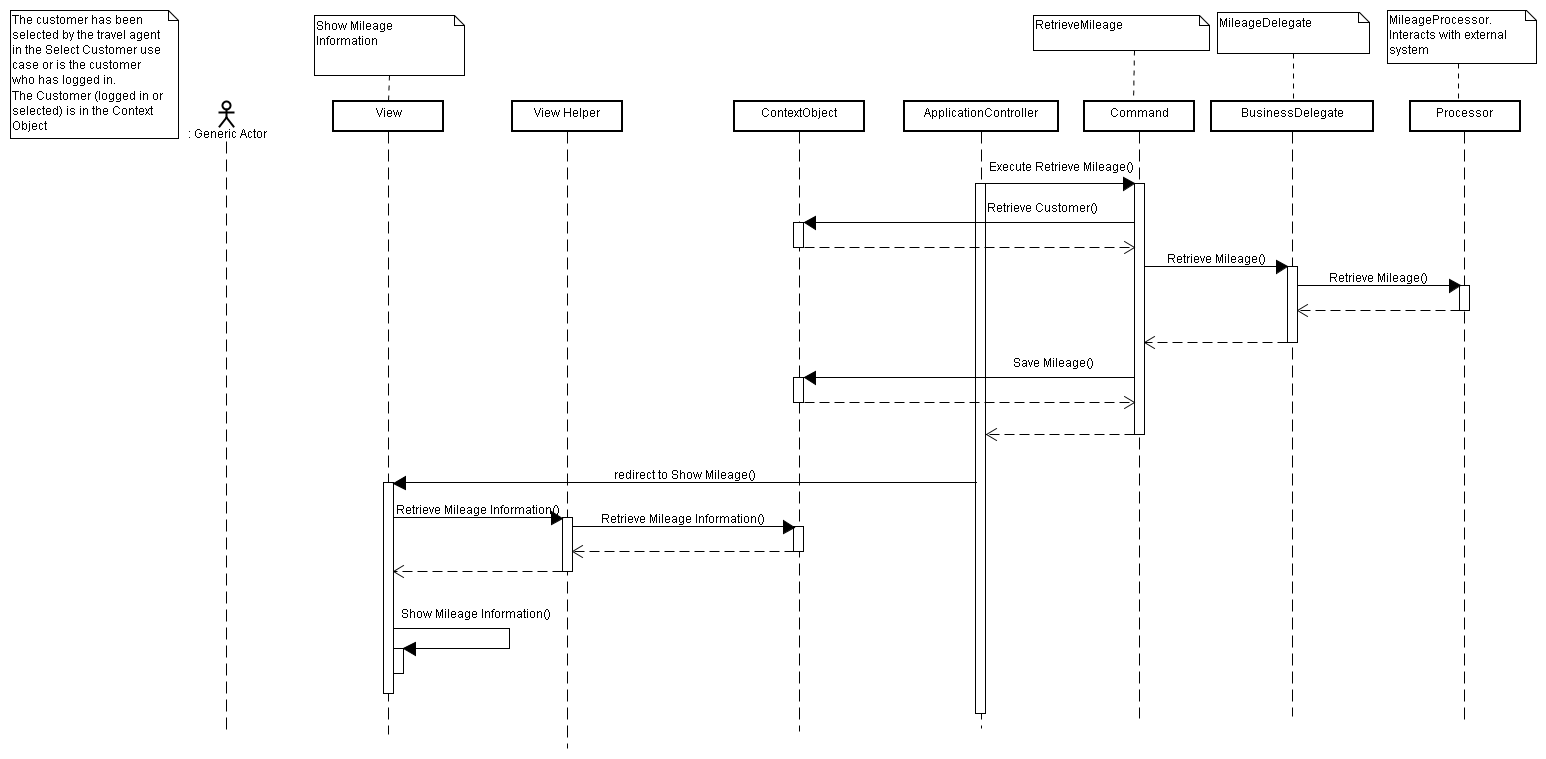 The customer has been
selected by the travel agent
in the Select Customer use
case or is the customer
who has logged in.
The Customer (logged in or
selected) is in the Context
Object
Show Mileage
Information
RetrieveMileage
MileageDelegate
MileageProcessor.
Interacts with external
system
: Generic Actor
View
View Helper
ContextObject
ApplicationController
Command
BusinessDelegate
Processor
Execute Retrieve Mileage()
Retrieve Customer()
Retrieve Mileage()
Retrieve Mileage()
Save Mileage()
redirect to Show Mileage()
Retrieve Mileage Information()
Retrieve Mileage Information()
Show Mileage Information()